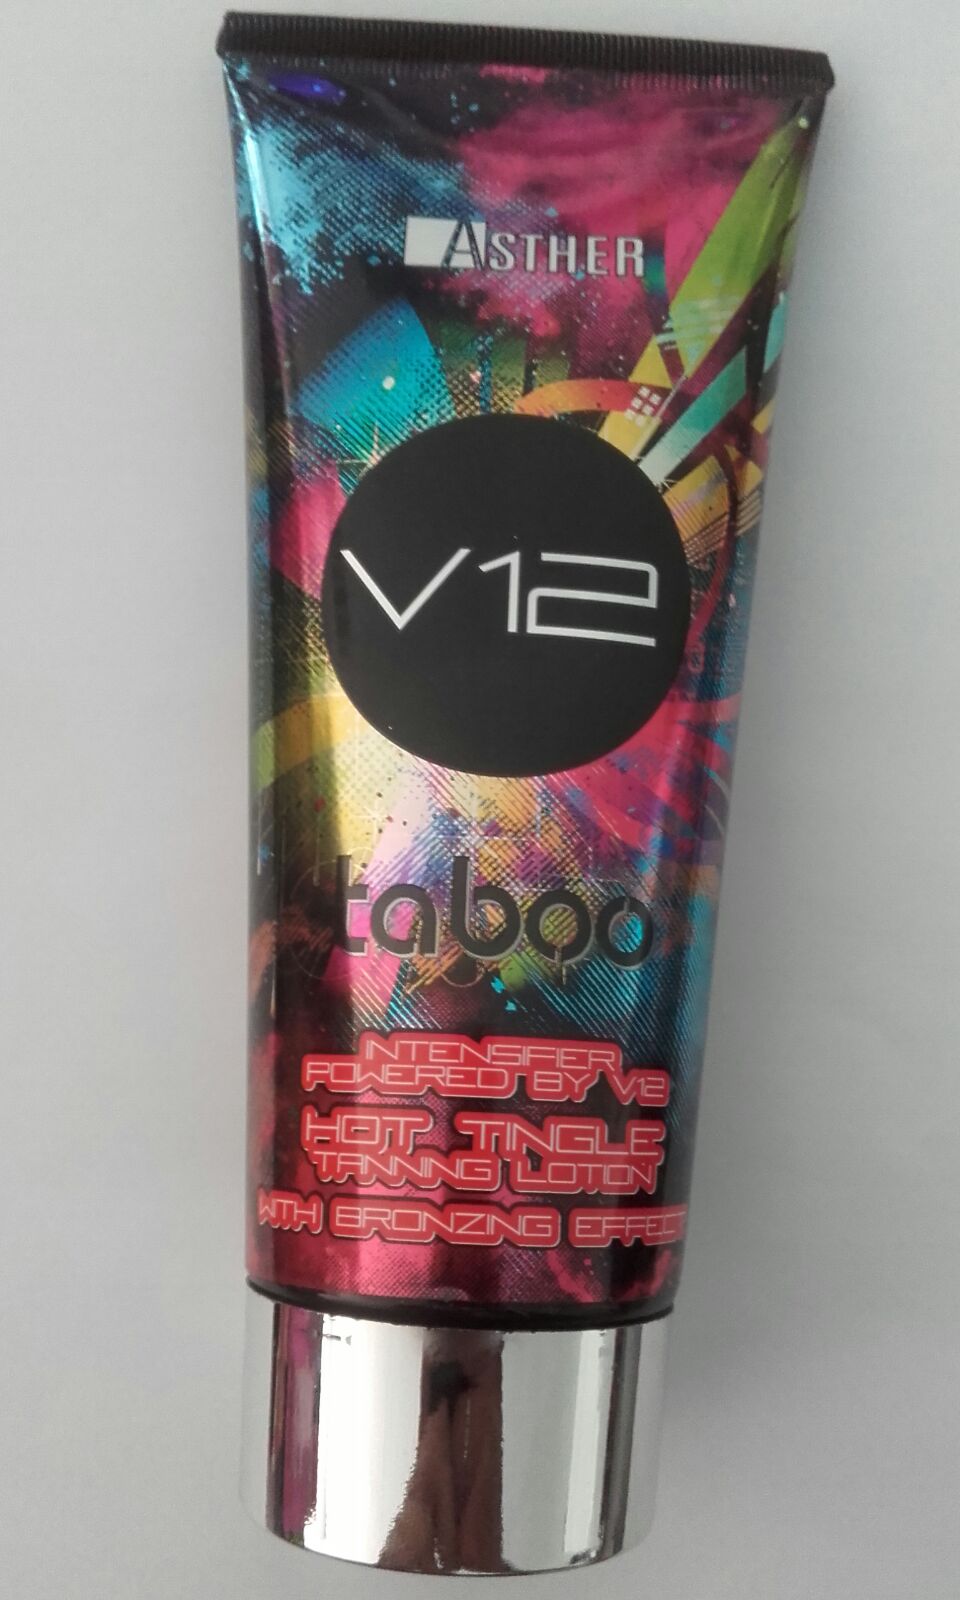 ASTHER
V12
taboo
INTENSIFIER
POWERED BY V12
HOT TINGLE
TANNING LOTION
WITH BRONZING EFFECT